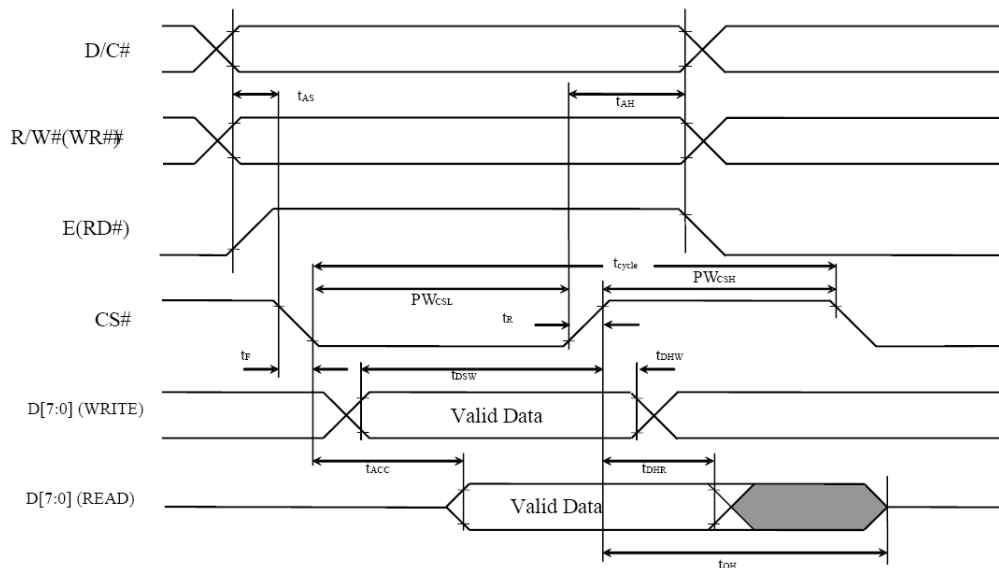 D/C#
tAS
tAH
R/W#(WR##
E(RD#)
tcycle
PWCSL
PWCSH
CS#
tR
tF
tDSW
tDHW
D[7:0] (WRITE)
Valid Data
tACC
tDHR
D[7:0] (READ)
Valid Data
tOH